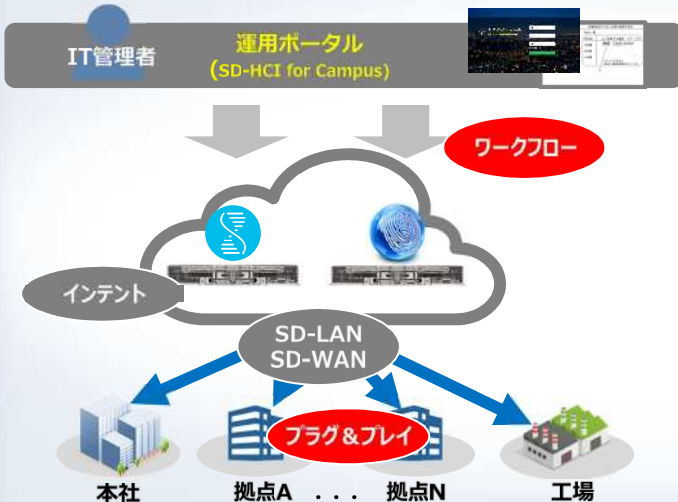 IT管理者
運用ポータル
(SD-HCI for Campus)
ワークフロー
インテント
SD-LAN
SD-WAN
プラグ&プレイ
本社
拠点A
. . .
拠点N
工場